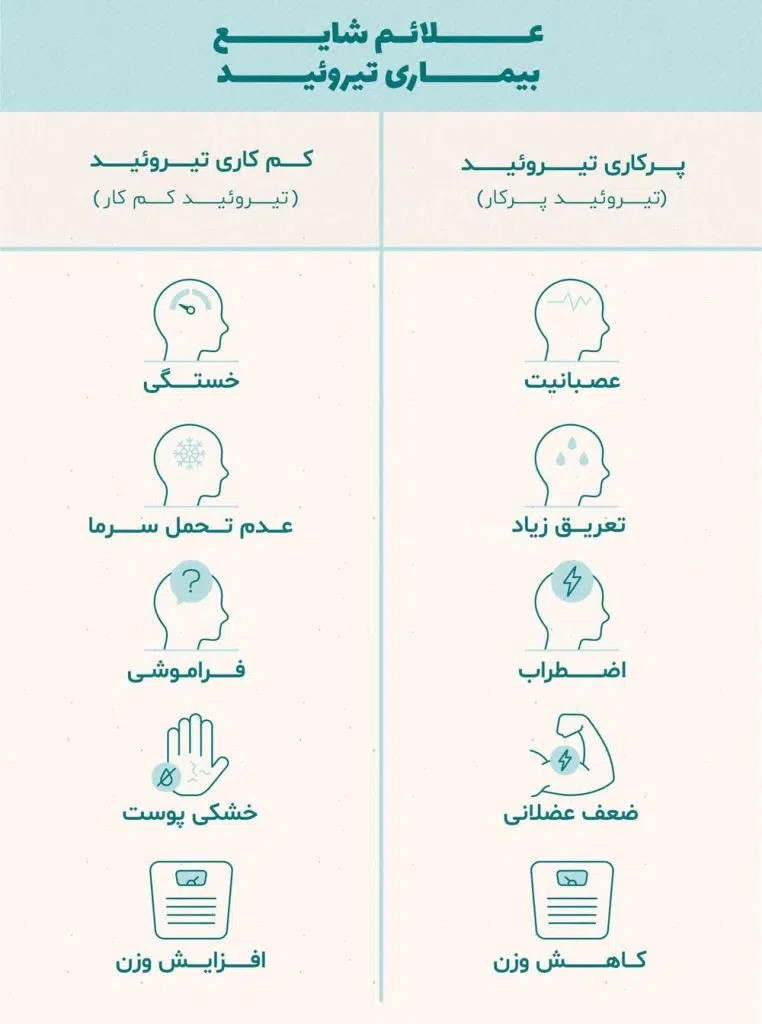 علائم شایع
بیماری تیروئید
پرکاری تیروئید
(تیروئید پرکار)
عصبانیت
تعریق زیاد
اضطراب
ضعف عضلانی
کاهش وزن
کم کاری تیروئید
(تیروئید کم کار)
خستگی
عدم تحمل سرما
?
فراموشی
خشکی پوست
افزایش وزن